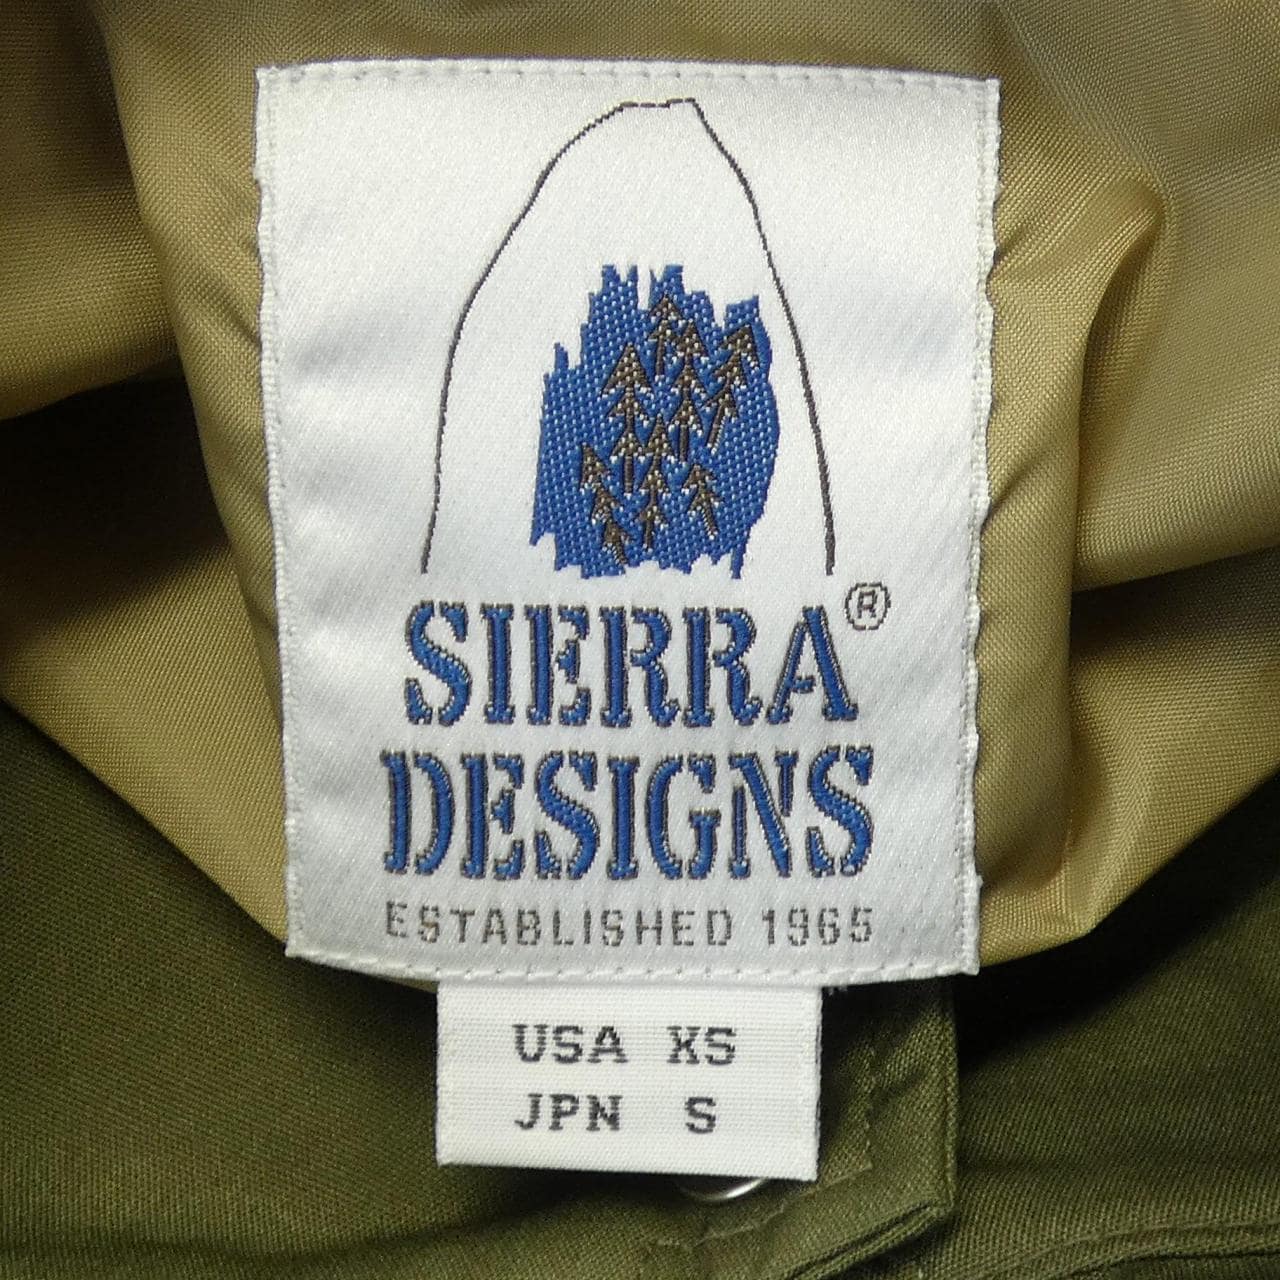 SIERRA®
DESIGNS
ESTABLISHED 1965
USA XS
JPN S